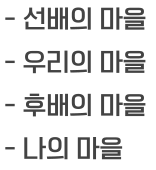 - 선배의 마을
- 우리의 마을
- 후배의 마을
- 나의 마을